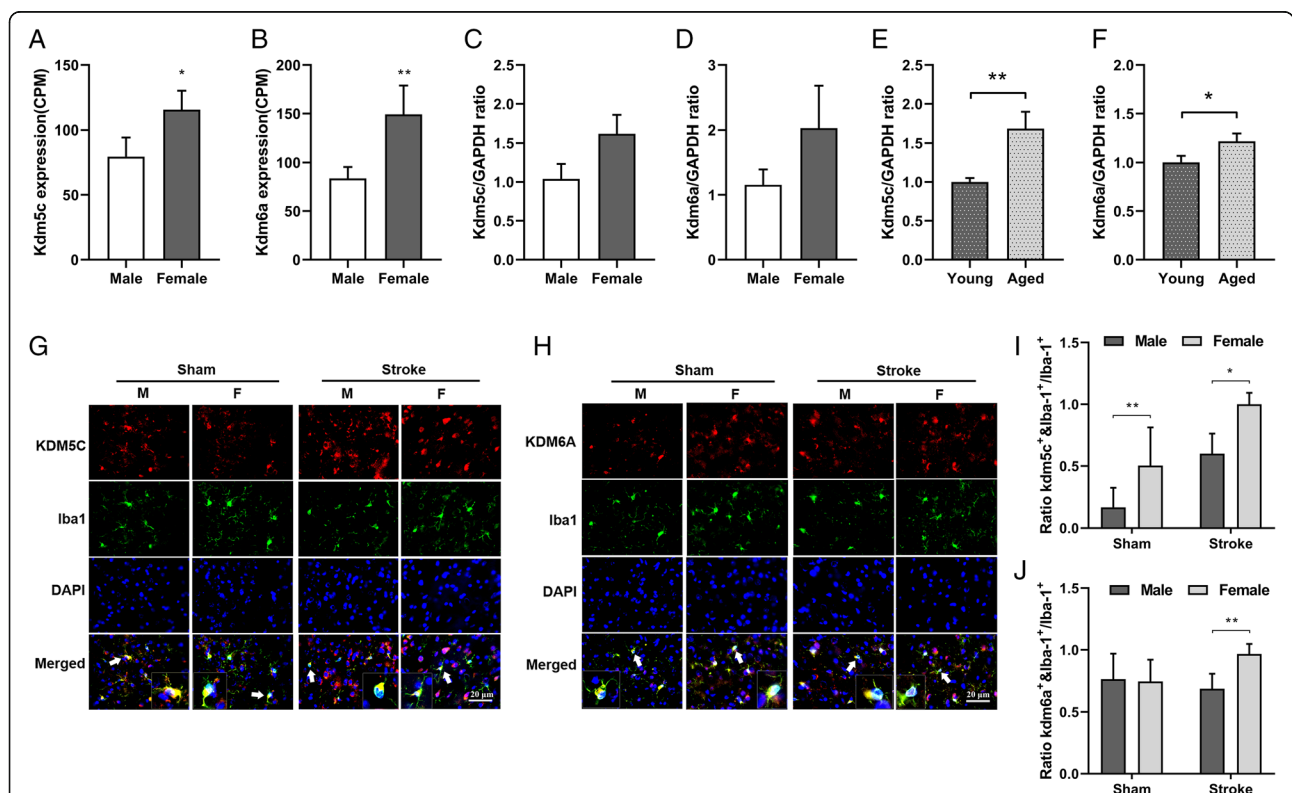 A
Kdm5c expression(CPM)
150
100
50
0
*
Male Female
B
Kdm6a expression(CPM)
200
150
100
50
0
**
Male Female
C
Kdm5c/GAPDH ratio
2.5
2.0
1.5
1.0
0.5
0.0
Male Female
D
Kdm6a/GAPDH ratio
3
2
1
0
Male Female
E
Kdm5c/GAPDH ratio
2.5
2.0
1.5
1.0
0.5
0.0
**
Young Aged
F
Kdm6a/GAPDH ratio
2.0
1.5
1.0
0.5
0.0
*
Young Aged
G
Sham Stroke
M F M F
KDM5C
Iba1
DAPI
Merged
20 μm
H
Sham Stroke
M F M F
KDM6A
Iba1
DAPI
Merged
20 μm
I
Ratio kdm5c⁺&Iba-1⁺/Iba-1⁺
Male Female
1.5
1.0
0.5
0.0
**
*
Sham Stroke
J
Ratio kdm6a⁺&Iba-1⁺/Iba-1⁺
Male Female
1.5
1.0
0.5
0.0
**
Sham Stroke